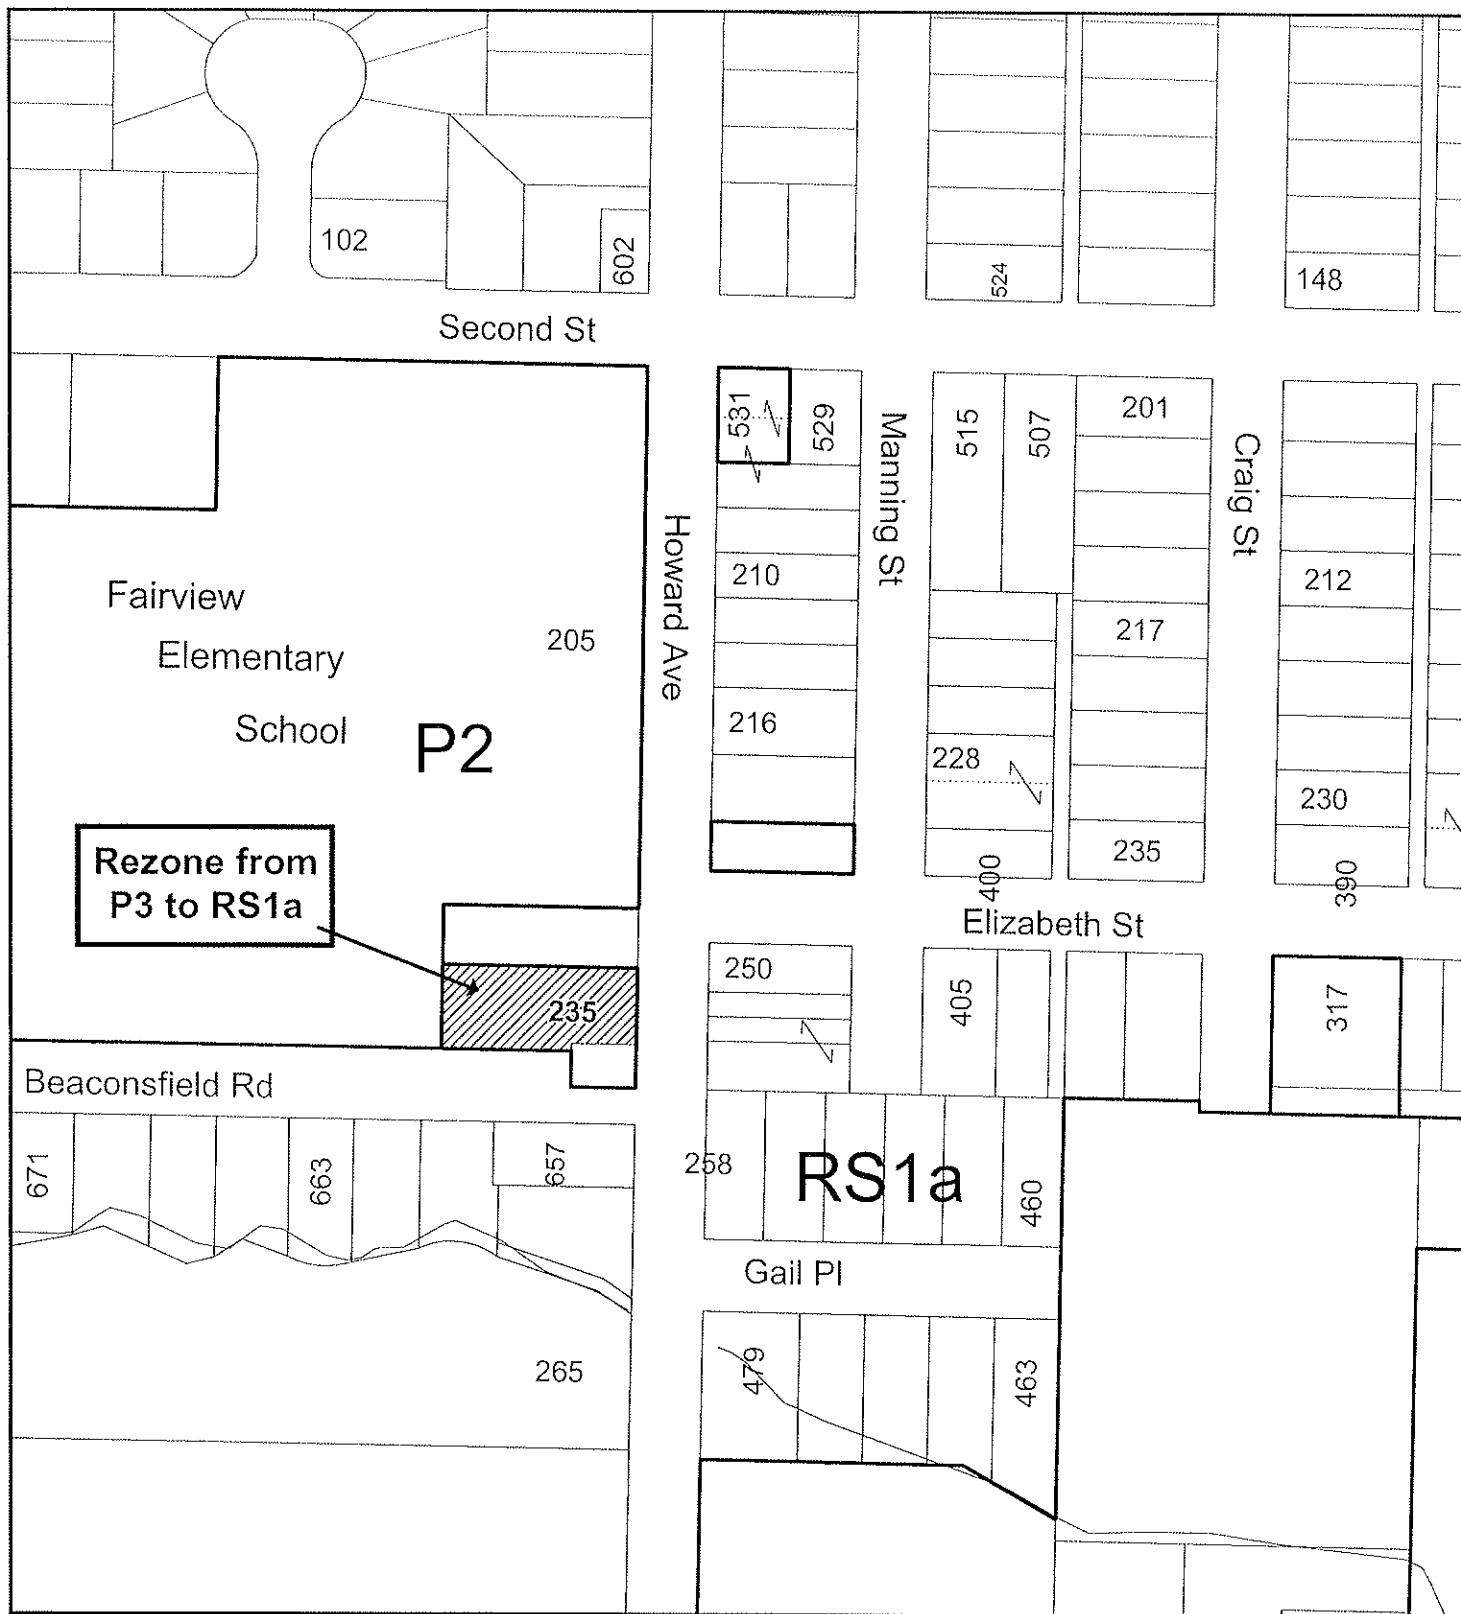 102
602
524
148
Second St
531
529
Manning St
515
507
201
Craig St
Howard Ave
210
212
Fairview
Elementary
School
205
217
P2
216
228
230
Rezone from
P3 to RS1a
235
400
390
Elizabeth St
250
405
317
235
Beaconsfield Rd
671
663
657
258
RS1a
460
Gail Pl
265
479
463